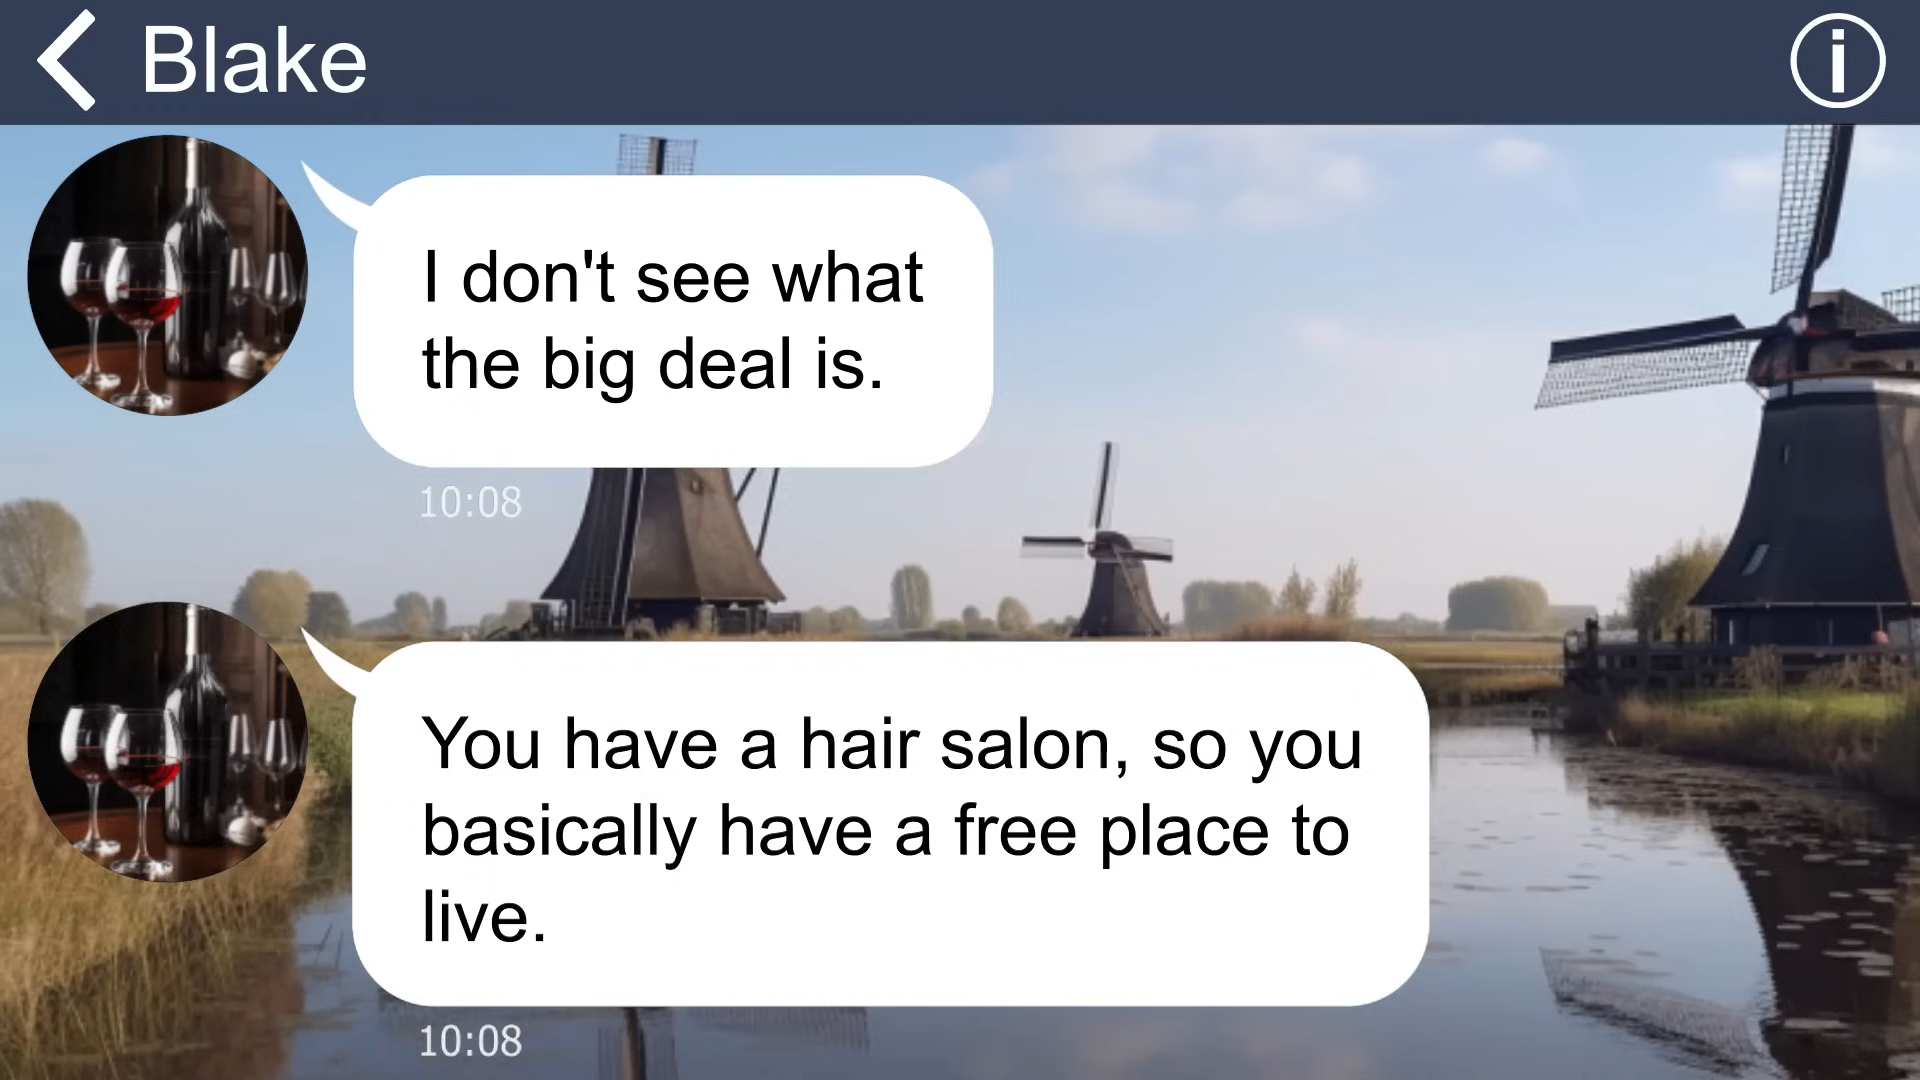 Blake
I don't see what
the big deal is.
10:08
You have a hair salon, so you
basically have a free place to
live.
10:08